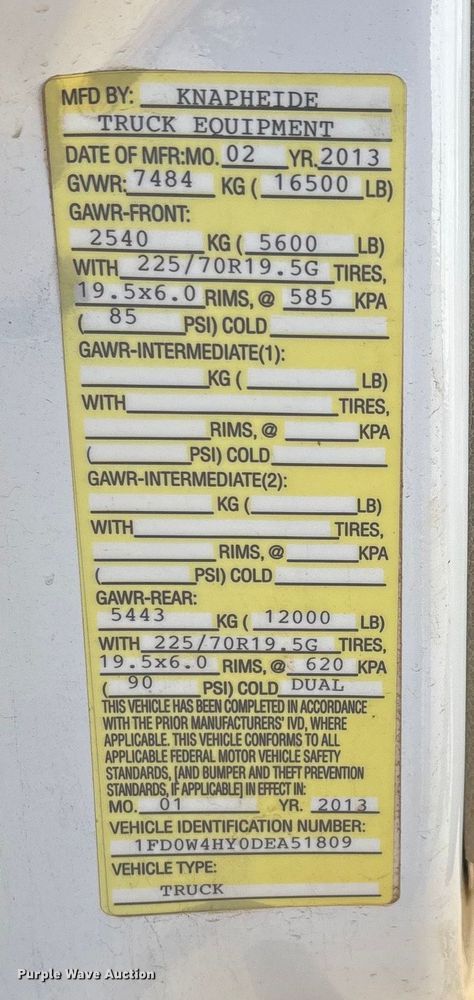 MFD BY: KNAPHEIDE
TRUCK EQUIPMENT
DATE OF MFR:MO. 02 YR. 2013
GVWR: 7484 KG ( 16500 LB)
GAWR-FRONT:
2540 KG ( 5600 LB)
WITH 225/70R19.5G TIRES,
19.5x6.0 RIMS, @ 585 KPA
( 85 PSI) COLD
GAWR-INTERMEDIATE(1):
KG ( LB)
WITH TIRES,
RIMS, @ KPA
( PSI) COLD
GAWR-INTERMEDIATE(2):
KG ( LB)
WITH TIRES,
RIMS, @ KPA
( PSI) COLD
GAWR-REAR:
5443 KG ( 12000 LB)
WITH 225/70R19.5G TIRES,
19.5x6.0 RIMS, @ 620 KPA
( 90 PSI) COLD DUAL
THIS VEHICLE HAS BEEN COMPLETED IN ACCORDANCE
WITH THE PRIOR MANUFACTURERS' IVD, WHERE
APPLICABLE. THIS VEHICLE CONFORMS TO ALL
APPLICABLE FEDERAL MOTOR VEHICLE SAFETY
STANDARDS, [AND BUMPER AND THEFT PREVENTION
STANDARDS, IF APPLICABLE] IN EFFECT IN:
MO. 01 YR. 2013
VEHICLE IDENTIFICATION NUMBER:
1FD0W4HY0DEA51809
VEHICLE TYPE:
TRUCK
Purple Wave Auction